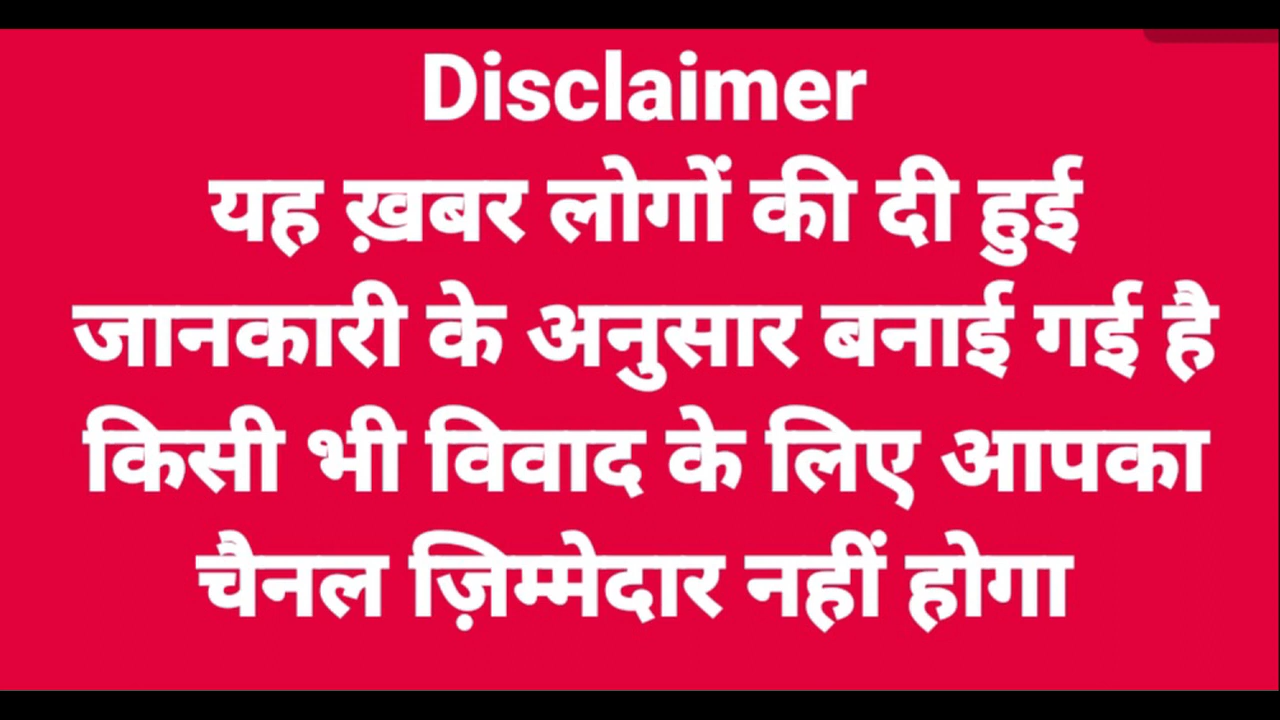 Disclaimer
यह ख़बर लोगों की दी हुई
जानकारी के अनुसार बनाई गई है
किसी भी विवाद के लिए आपका
चैनल ज़िम्मेदार नहीं होगा